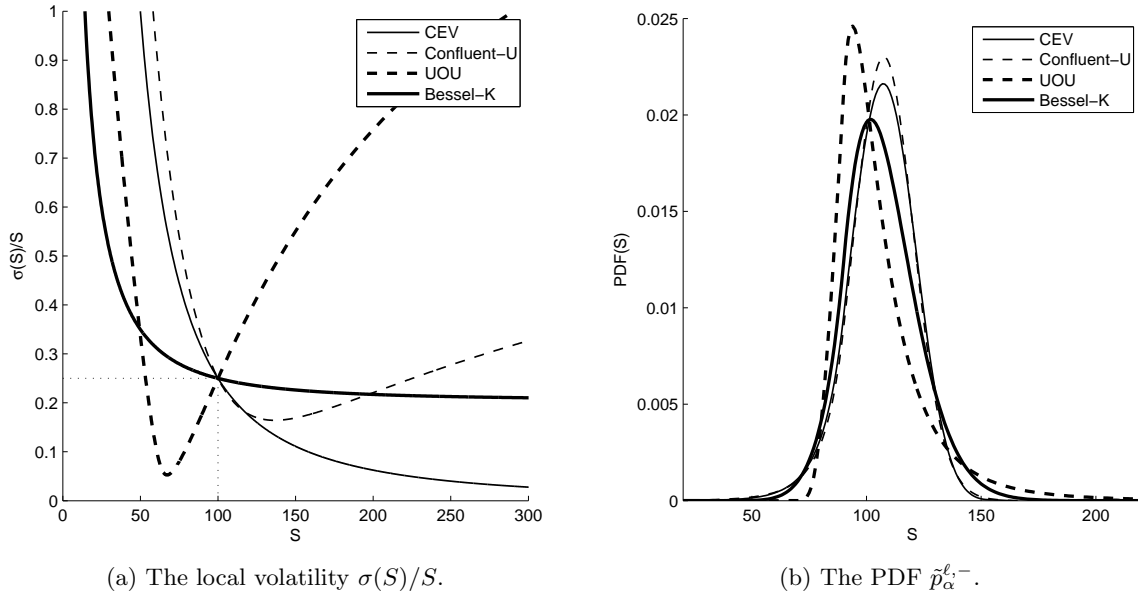 1
0.9
0.8
0.7
0.6
0.5
0.4
0.3
0.2
0.1
0
σ(S)/S
0 50 100 150 200 250 300
S
CEV
Confluent−U
UOU
Bessel−K
(a) The local volatility σ(S)/S.
0.025
0.02
0.015
0.01
0.005
0
PDF(S)
50 100 150 200
S
CEV
Confluent−U
UOU
Bessel−K
(b) The PDF p̃_α^{ℓ,−}.